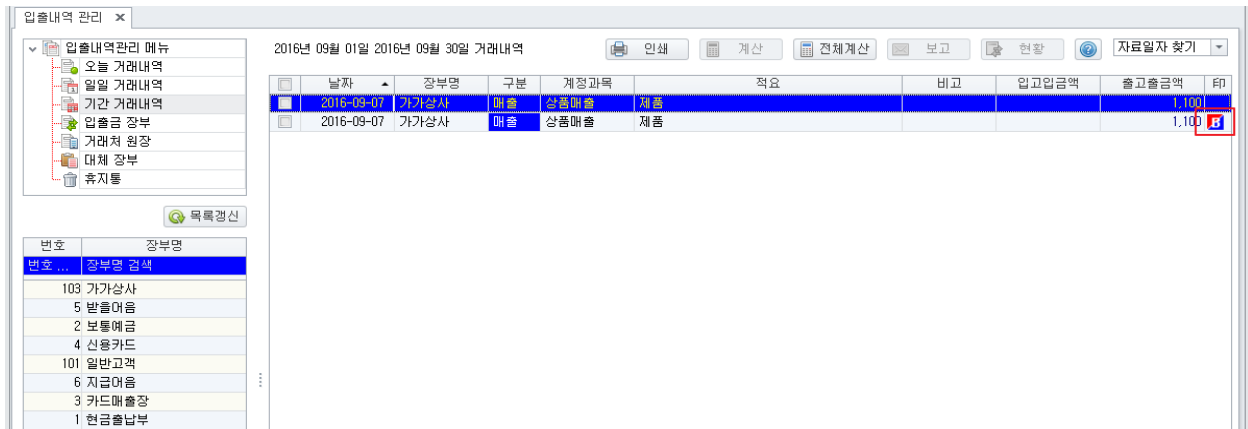 입출내역 관리 ×
입출내역관리 메뉴
오늘 거래내역
일일 거래내역
기간 거래내역
입출금 장부
거래처 원장
대체 장부
휴지통
목록갱신
번호 장부명
번호 ... 장부명 검색
103 가가상사
5 받을어음
2 보통예금
4 신용카드
101 일반고객
6 지급어음
3 카드매출장
1 현금출납부
2016년 09월 01일 2016년 09월 30일 거래내역 인쇄 계산 전체계산 보고 현황 ? 자료일자 찾기
날짜 장부명 구분 계정과목 적요 비고 입고입금액 출고출금액 印
2016-09-07 가가상사 매출 상품매출 제품 1,100
2016-09-07 가가상사 매출 상품매출 제품 1,100 B